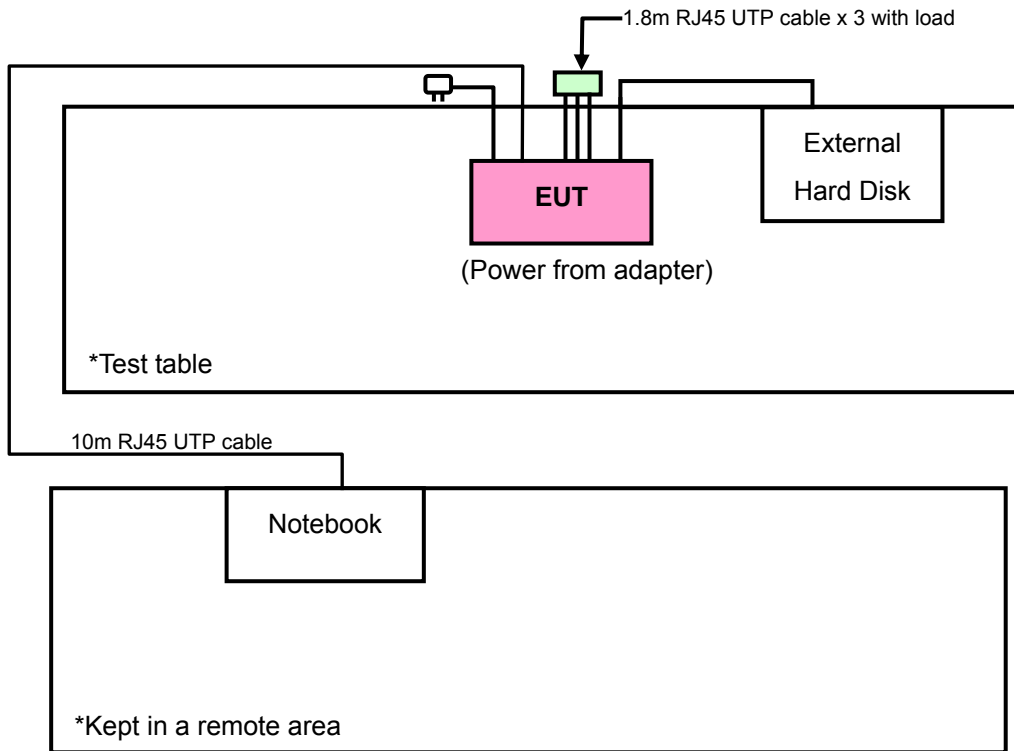 1.8m RJ45 UTP cable x 3 with load
External
Hard Disk
EUT
(Power from adapter)
*Test table
10m RJ45 UTP cable
Notebook
*Kept in a remote area